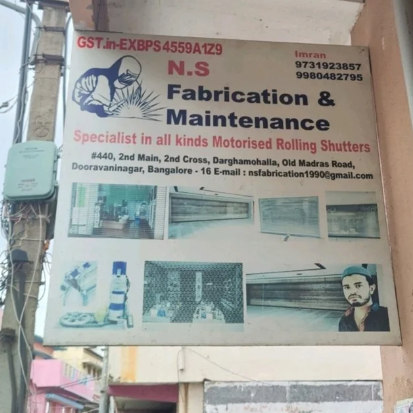 GST.in-EXBPS4559A1Z9
Imran
9731923857
9980482795
N.S
Fabrication &
Maintenance
Specialist in all kinds Motorised Rolling Shutters
#440, 2nd Main, 2nd Cross, Darghamohalla, Old Madras Road,
Dooravaninagar, Bangalore - 16 E-mail : nsfabrication1990@gmail.com